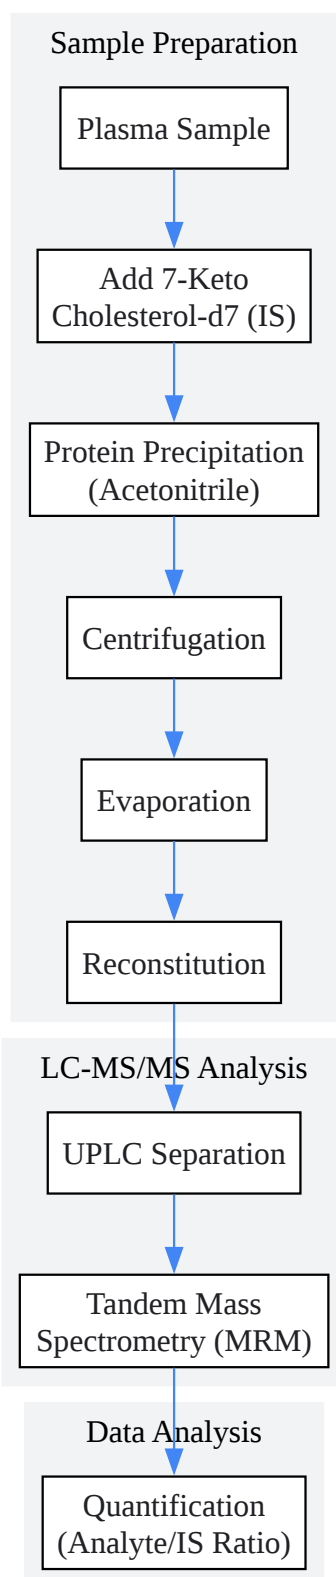 Sample Preparation
Plasma Sample
Add 7-Keto
Cholesterol-d7 (IS)
Protein Precipitation
(Acetonitrile)
Centrifugation
Evaporation
Reconstitution
LC-MS/MS Analysis
UPLC Separation
Tandem Mass
Spectrometry (MRM)
Data Analysis
Quantification
(Analyte/IS Ratio)